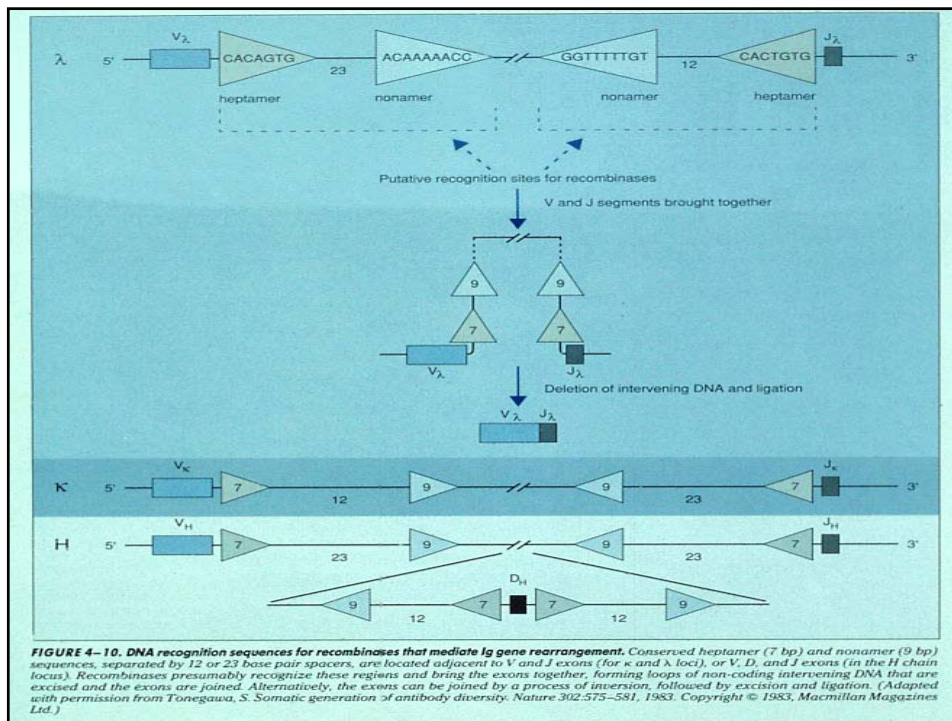 Vλ Jλ
λ 5' CACAGTG 23 ACAAAAACC GGTTTTTGT 12 CACTGTG 3'
heptamer nonamer nonamer heptamer
Putative recognition sites for recombinases
V and J segments brought together
9 9
7 7
Vλ Jλ
Deletion of intervening DNA and ligation
Vλ Jλ
Vκ Jκ
κ 5' 7 12 9 9 23 7 3'
VH JH
H 5' 7 23 9 9 23 7 3'
DH
9 12 7 7 12 9
FIGURE 4–10. DNA recognition sequences for recombinases that mediate Ig gene rearrangement. Conserved heptamer (7 bp) and nonamer (9 bp)
sequences, separated by 12 or 23 base pair spacers, are located adjacent to V and J exons (for κ and λ loci), or V, D, and J exons (in the H chain
locus). Recombinases presumably recognize these regions and bring the exons together, forming loops of non-coding intervening DNA that are
excised and the exons are joined. Alternatively, the exons can be joined by a process of inversion, followed by excision and ligation. (Adapted
with permission from Tonegawa, S. Somatic generation of antibody diversity. Nature 302:575–581, 1983. Copyright © 1983, Macmillan Magazines
Ltd.)